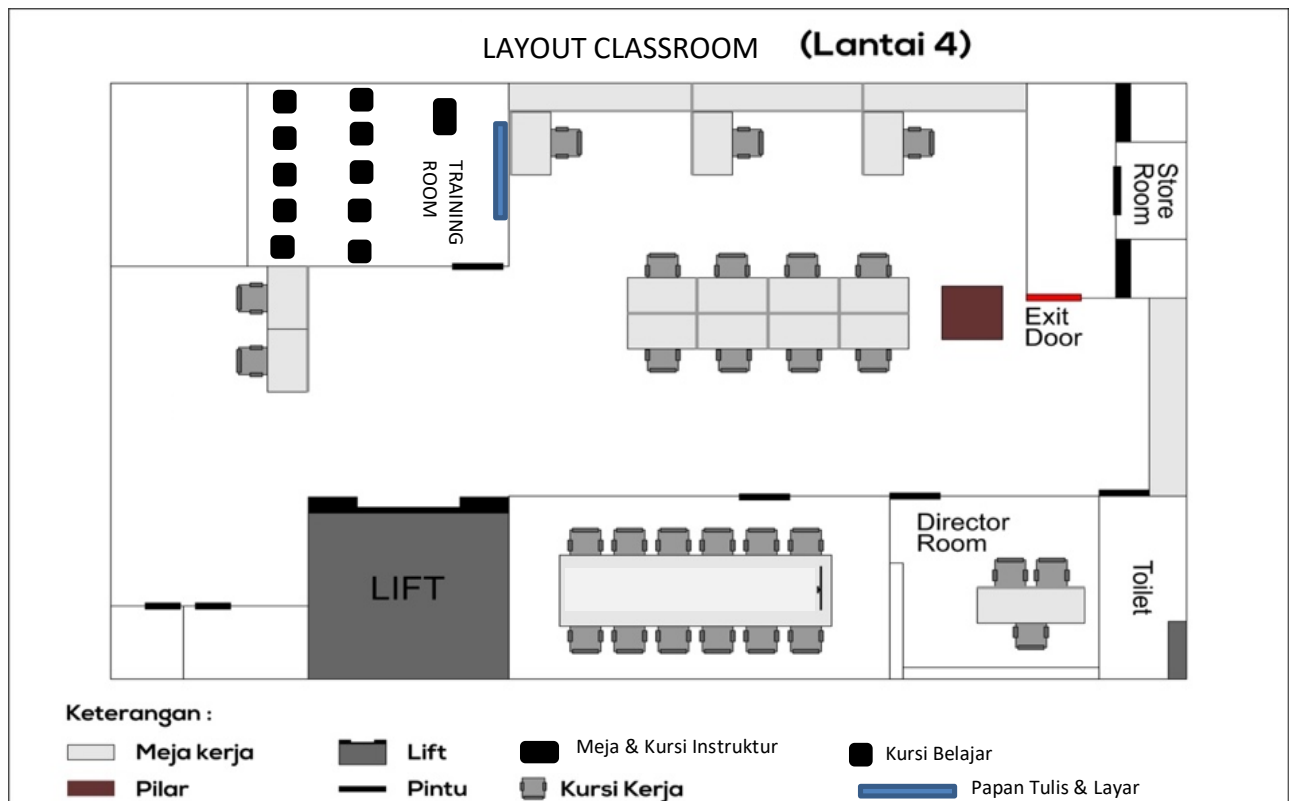 LAYOUT CLASSROOM (Lantai 4)
TRAINING
ROOM
Store
Room
Exit
Door
Director
Room
LIFT
Toilet
Keterangan :
Meja kerja
Lift
Meja & Kursi Instruktur
Kursi Belajar
Pilar
Pintu
Kursi Kerja
Papan Tulis & Layar